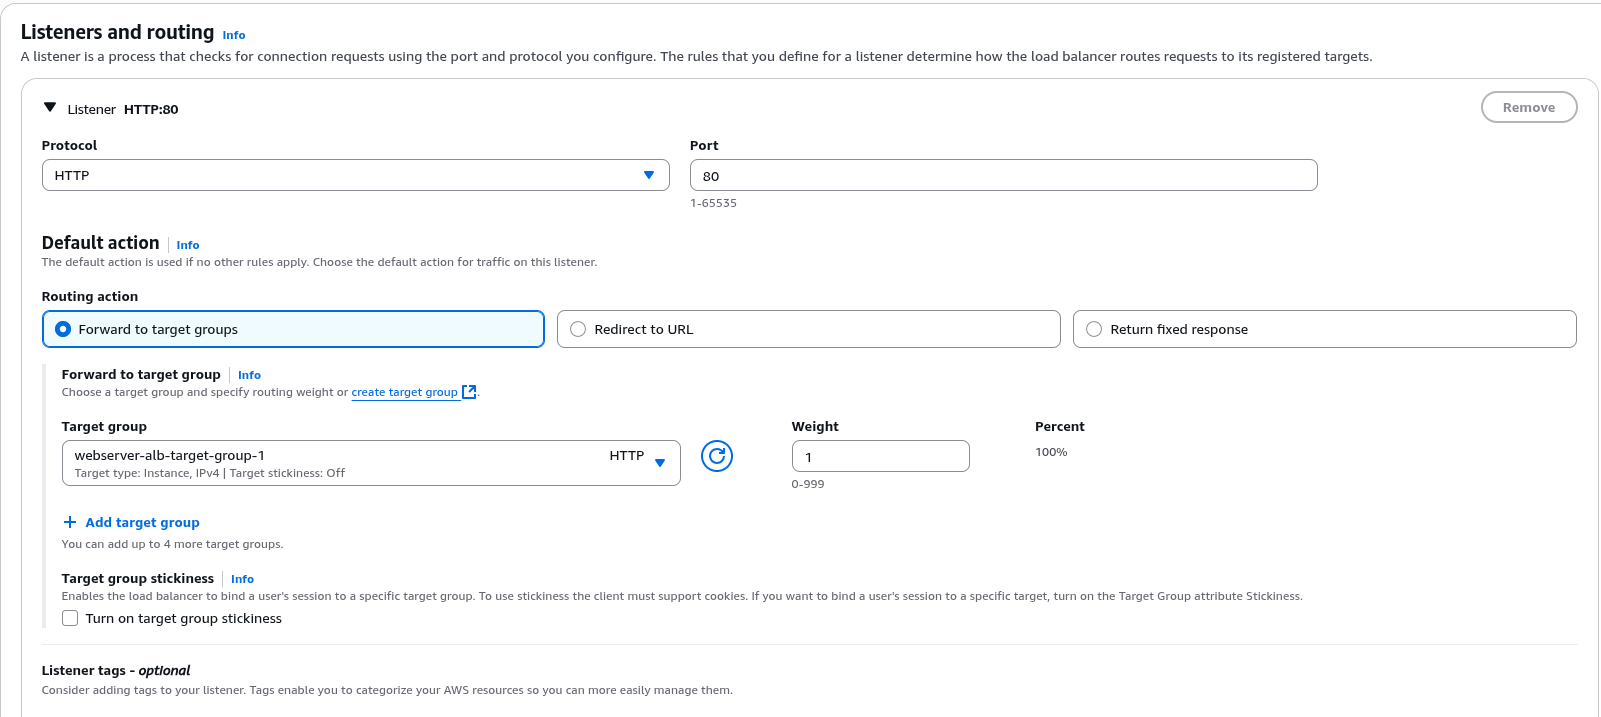 Listeners and routing Info
A listener is a process that checks for connection requests using the port and protocol you configure. The rules that you define for a listener determine how the load balancer routes requests to its registered targets.
Listener HTTP:80
Remove
Protocol
Port
HTTP
80
1-65535
Default action Info
The default action is used if no other rules apply. Choose the default action for traffic on this listener.
Routing action
Forward to target groups
Redirect to URL
Return fixed response
Forward to target group Info
Choose a target group and specify routing weight or create target group.
Target group
Weight
Percent
webserver-alb-target-group-1 HTTP
Target type: Instance, IPv4 | Target stickiness: Off
1
100%
0-999
+ Add target group
You can add up to 4 more target groups.
Target group stickiness Info
Enables the load balancer to bind a user's session to a specific target group. To use stickiness the client must support cookies. If you want to bind a user's session to a specific target, turn on the Target Group attribute Stickiness.
Turn on target group stickiness
Listener tags - optional
Consider adding tags to your listener. Tags enable you to categorize your AWS resources so you can more easily manage them.